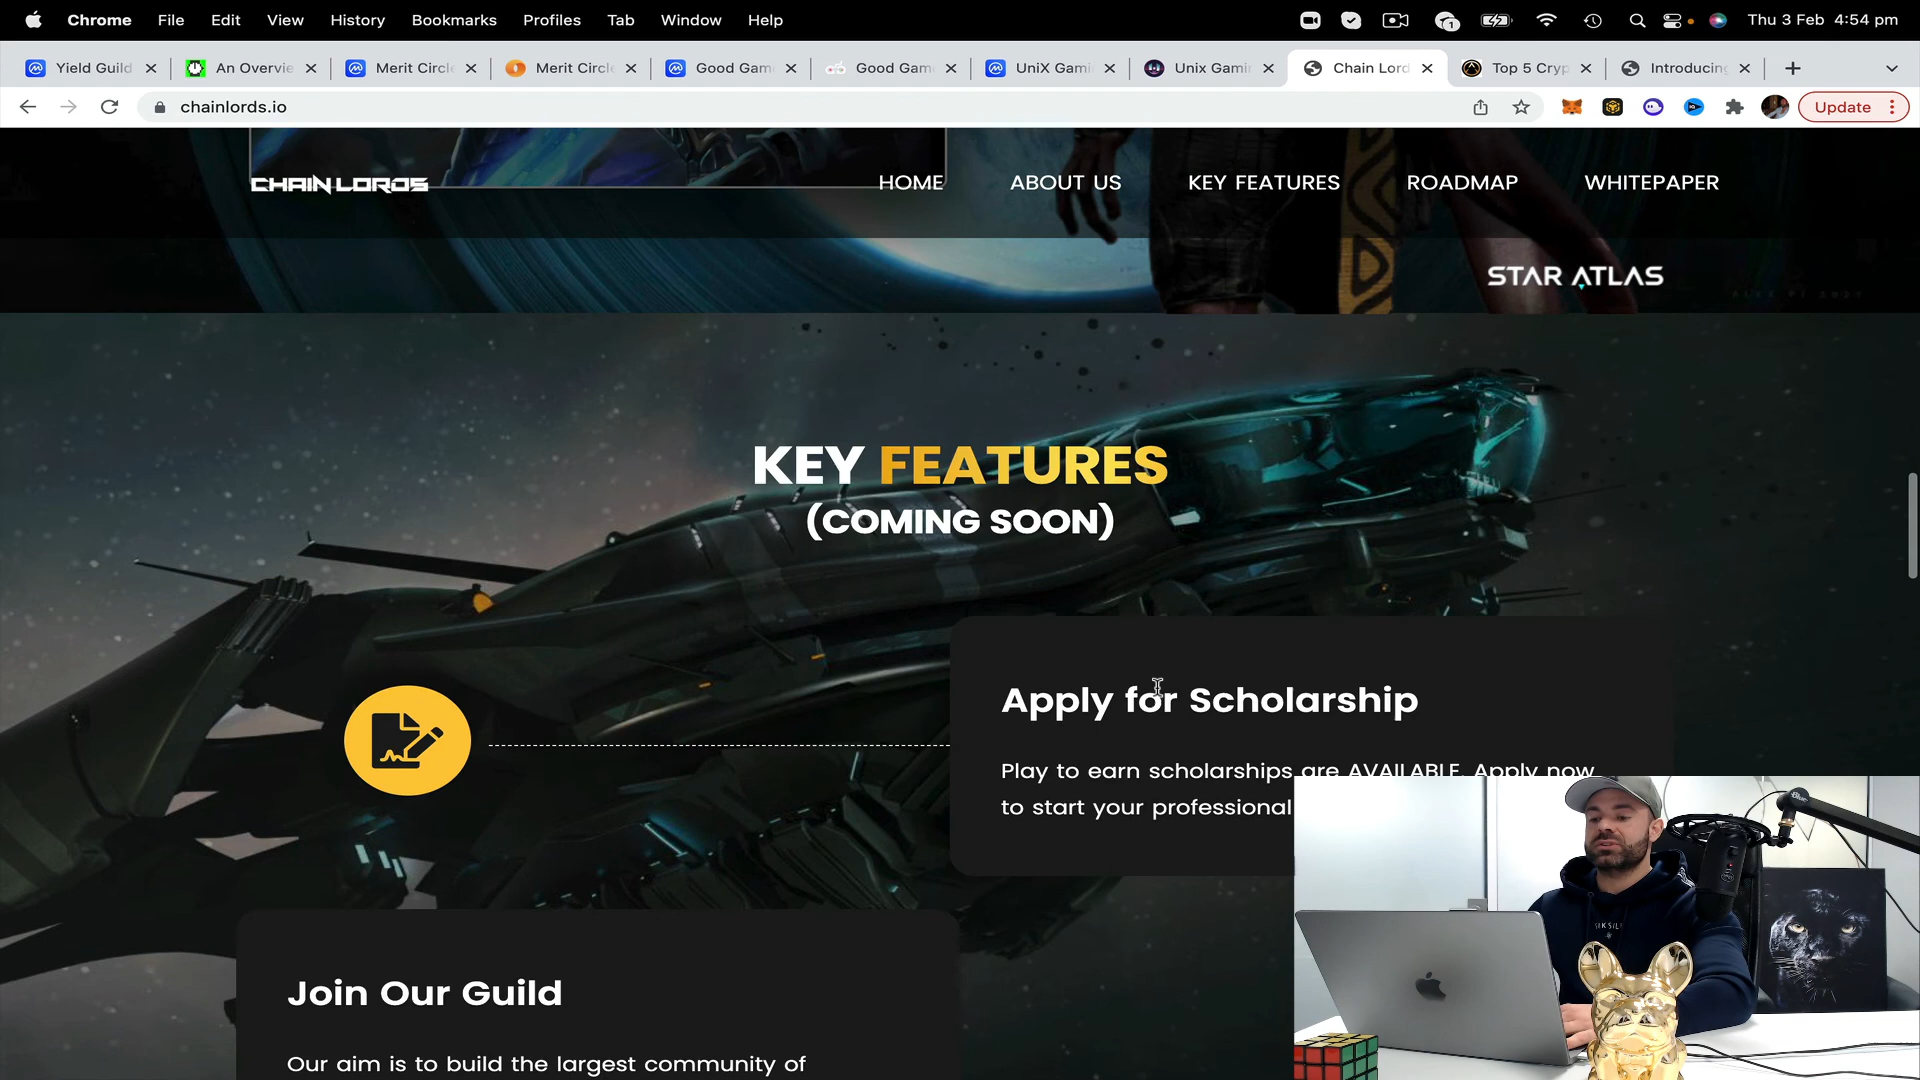 Chrome File Edit View History Bookmarks Profiles Tab Window Help 1 Thu 3 Feb 4:54 pm
Yield Guild An Overvie Merit Circle Merit Circle Good Gam Good Gam UniX Gami Unix Gami Chain Lord Top 5 Cryp Introducing
chainlords.io Update
CHAIN LORDS HOME ABOUT US KEY FEATURES ROADMAP WHITEPAPER
STAR ATLAS
KEY FEATURES
(COMING SOON)
Apply for Scholarship
Play to earn scholarships are AVAILABLE. Apply now
to start your professional
Join Our Guild
Our aim is to build the largest community of